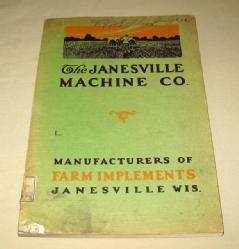 The JANESVILLE
MACHINE CO.
MANUFACTURERS OF
FARM IMPLEMENTS
JANESVILLE WIS.